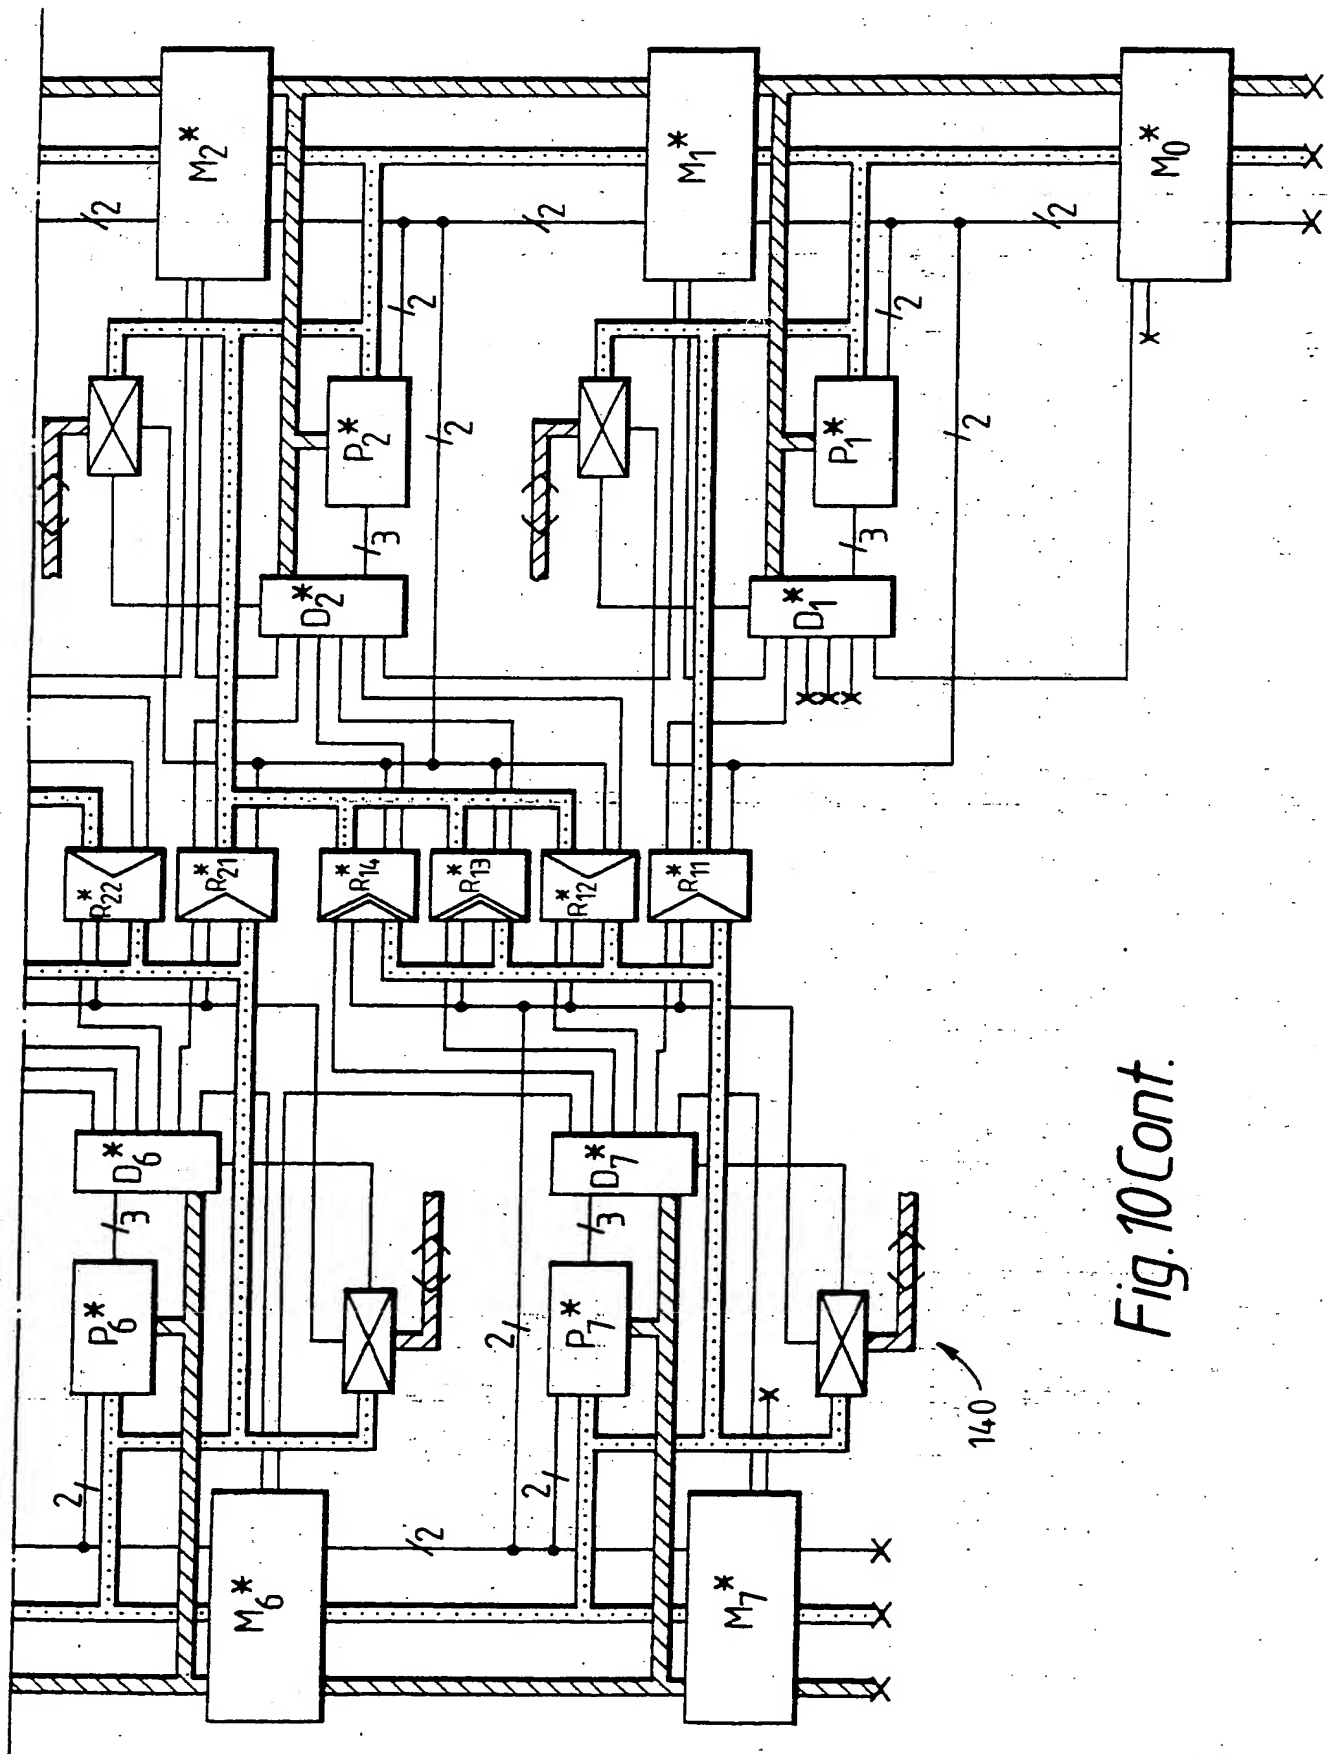 2
M₆*
P₆*
3
D₆*
R₂₂*
R₂₁*
D₂*
3
P₂*
2
2
2
M₂*
2
2
2
M₇*
P₇*
3
D₇*
R₁₄*
R₁₃*
R₁₂*
R₁₁*
D₁*
3
P₁*
2
2
2
M₁*
2
M₀*
140
Fig. 10 Cont.